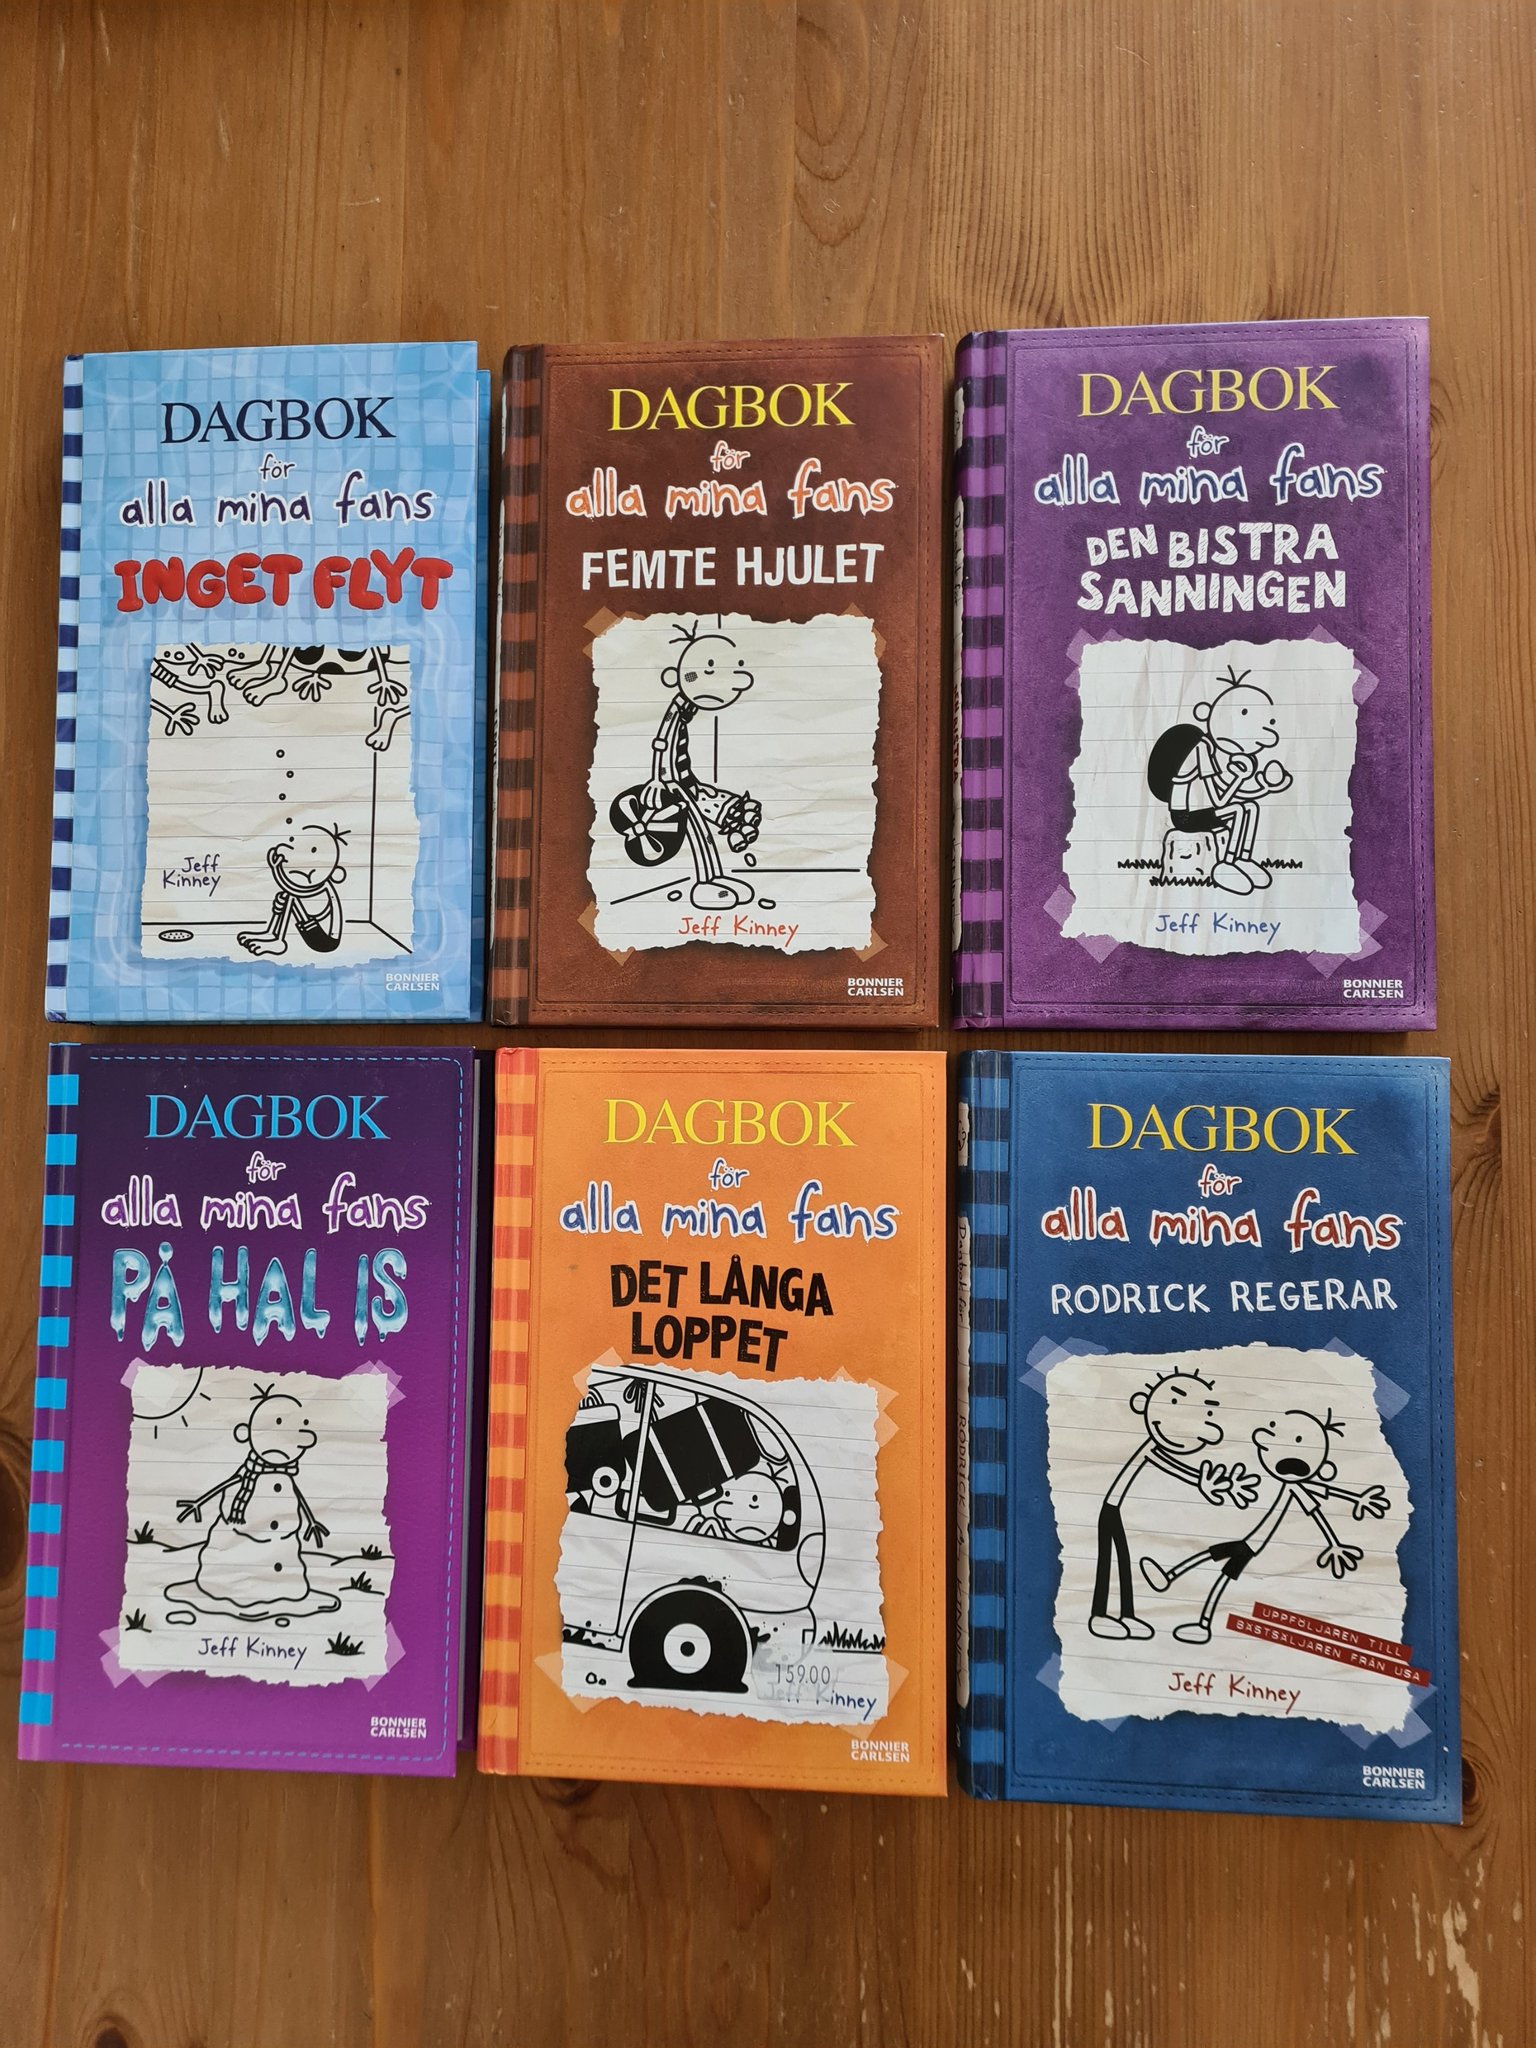 DAGBOK
för
alla mina fans
INGET FLYT
Jeff
Kinney
BONNIER
CARLSEN
DAGBOK
för
alla mina fans
FEMTE HJULET
Jeff Kinney
BONNIER
CARLSEN
DAGBOK
för
alla mina fans
DEN BISTRA
SANNINGEN
Jeff Kinney
BONNIER
CARLSEN
DAGBOK
för
alla mina fans
PÅ HAL IS
Jeff Kinney
BONNIER
CARLSEN
DAGBOK
för
alla mina fans
DET LÅNGA
LOPPET
159.00
Jeff Kinney
BONNIER
CARLSEN
DAGBOK
för
alla mina fans
RODRICK REGERAR
UPPFÖLJAREN TILL
BÄSTSÄLJAREN FRÅN USA
Jeff Kinney
BONNIER
CARLSEN